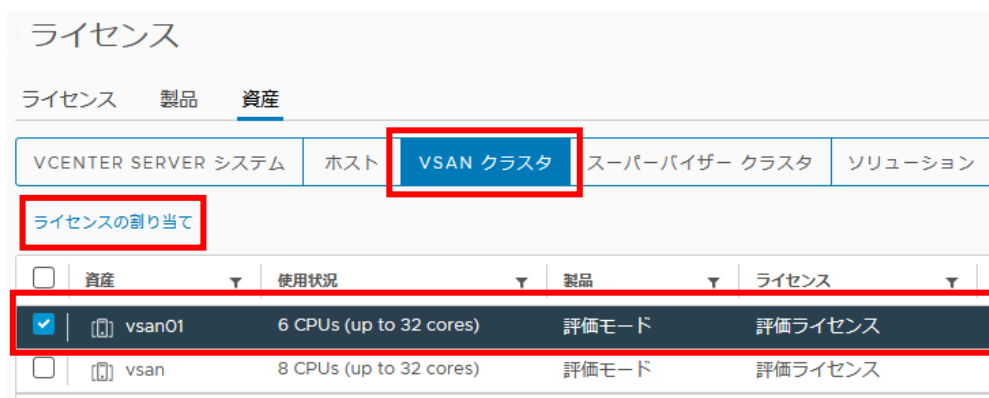 ライセンス
ライセンス 製品 資産
VCENTER SERVER システム ホスト VSAN クラスタ スーパーバイザー クラスタ ソリューション
ライセンスの割り当て
資産 使用状況 製品 ライセンス
vsan01 6 CPUs (up to 32 cores) 評価モード 評価ライセンス
vsan 8 CPUs (up to 32 cores) 評価モード 評価ライセンス